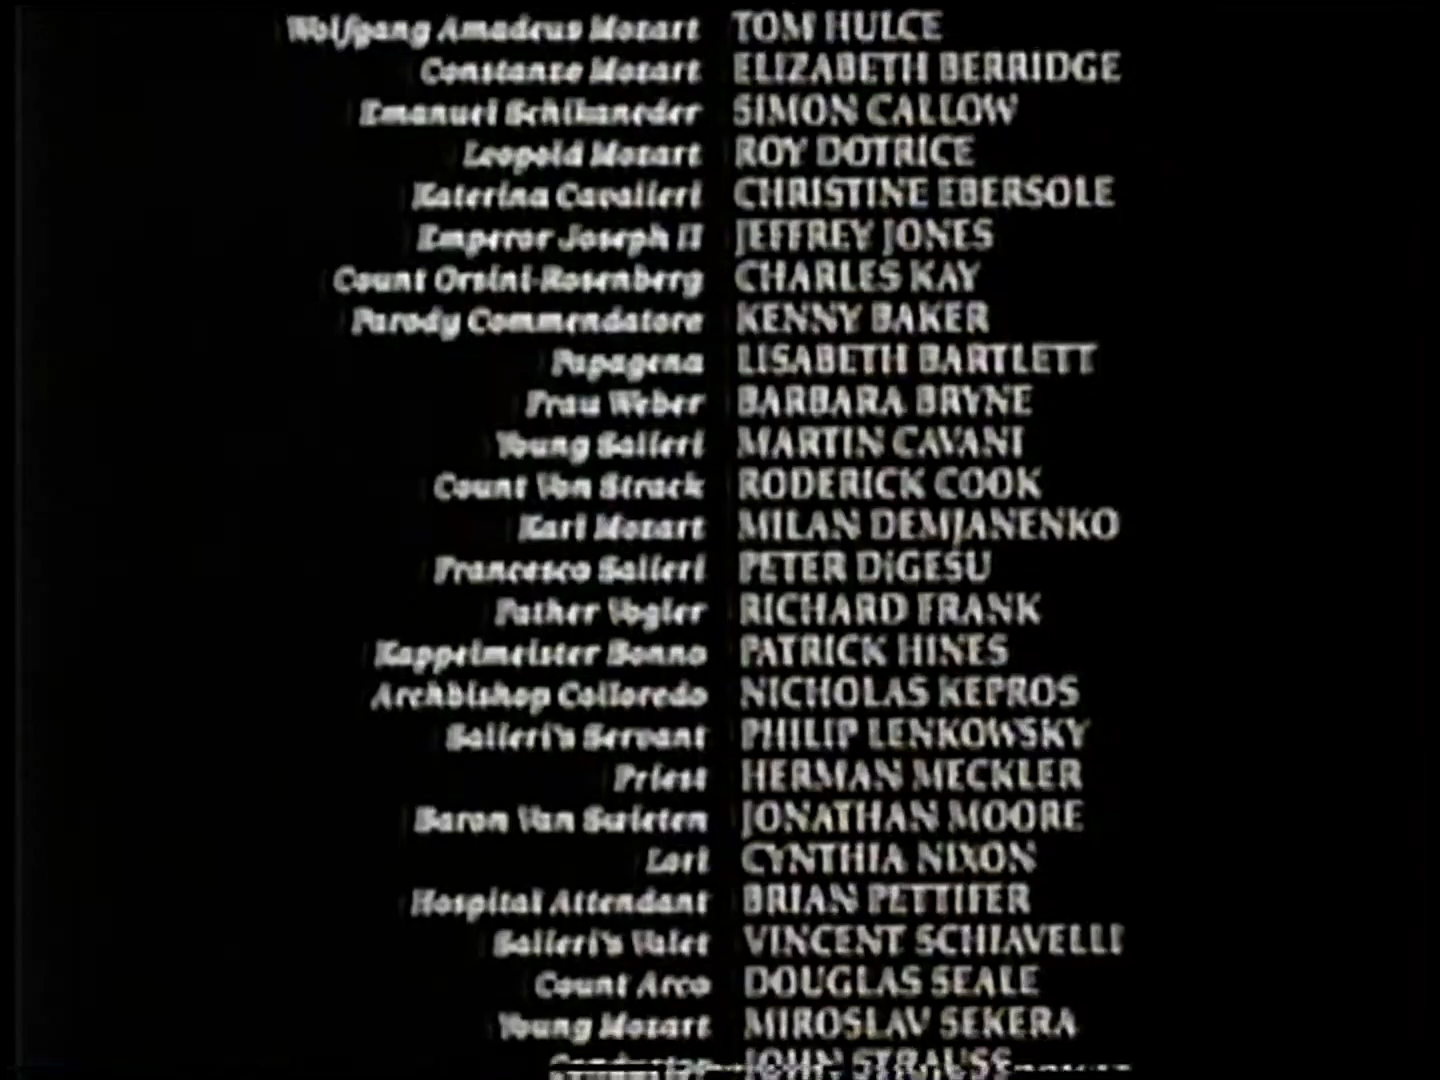 Wolfgang Amadeus Mozart TOM HULCE
Constanze Mozart ELIZABETH BERRIDGE
Emanuel Schikaneder SIMON CALLOW
Leopold Mozart ROY DOTRICE
Katerina Cavalieri CHRISTINE EBERSOLE
Emperor Joseph II JEFFREY JONES
Count Orsini-Rosenberg CHARLES KAY
Parody Commendatore KENNY BAKER
Papagena LISABETH BARTLETT
Frau Weber BARBARA BRYNE
Young Salieri MARTIN CAVANI
Count Von Strack RODERICK COOK
Karl Mozart MILAN DEMJANENKO
Francesco Salieri PETER DiGESU
Father Vogler RICHARD FRANK
Kappelmeister Bonno PATRICK HINES
Archbishop Colloredo NICHOLAS KEPROS
Salieri's Servant PHILIP LENKOWSKY
Priest HERMAN MECKLER
Baron Van Swieten JONATHAN MOORE
Lorl CYNTHIA NIXON
Hospital Attendant BRIAN PETTIFER
Salieri's Valet VINCENT SCHIAVELLI
Count Arco DOUGLAS SEALE
Young Mozart MIROSLAV SEKERA
Conductor JOHN STRAUSS